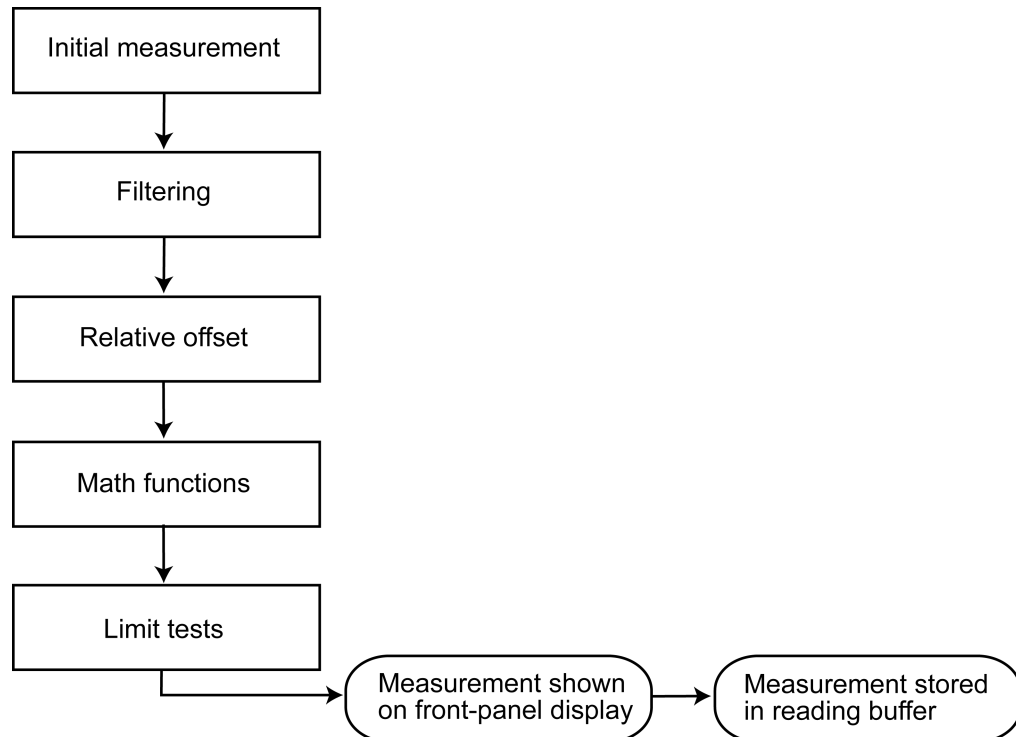 Initial measurement
Filtering
Relative offset
Math functions
Limit tests
Measurement shown
on front-panel display
Measurement stored
in reading buffer